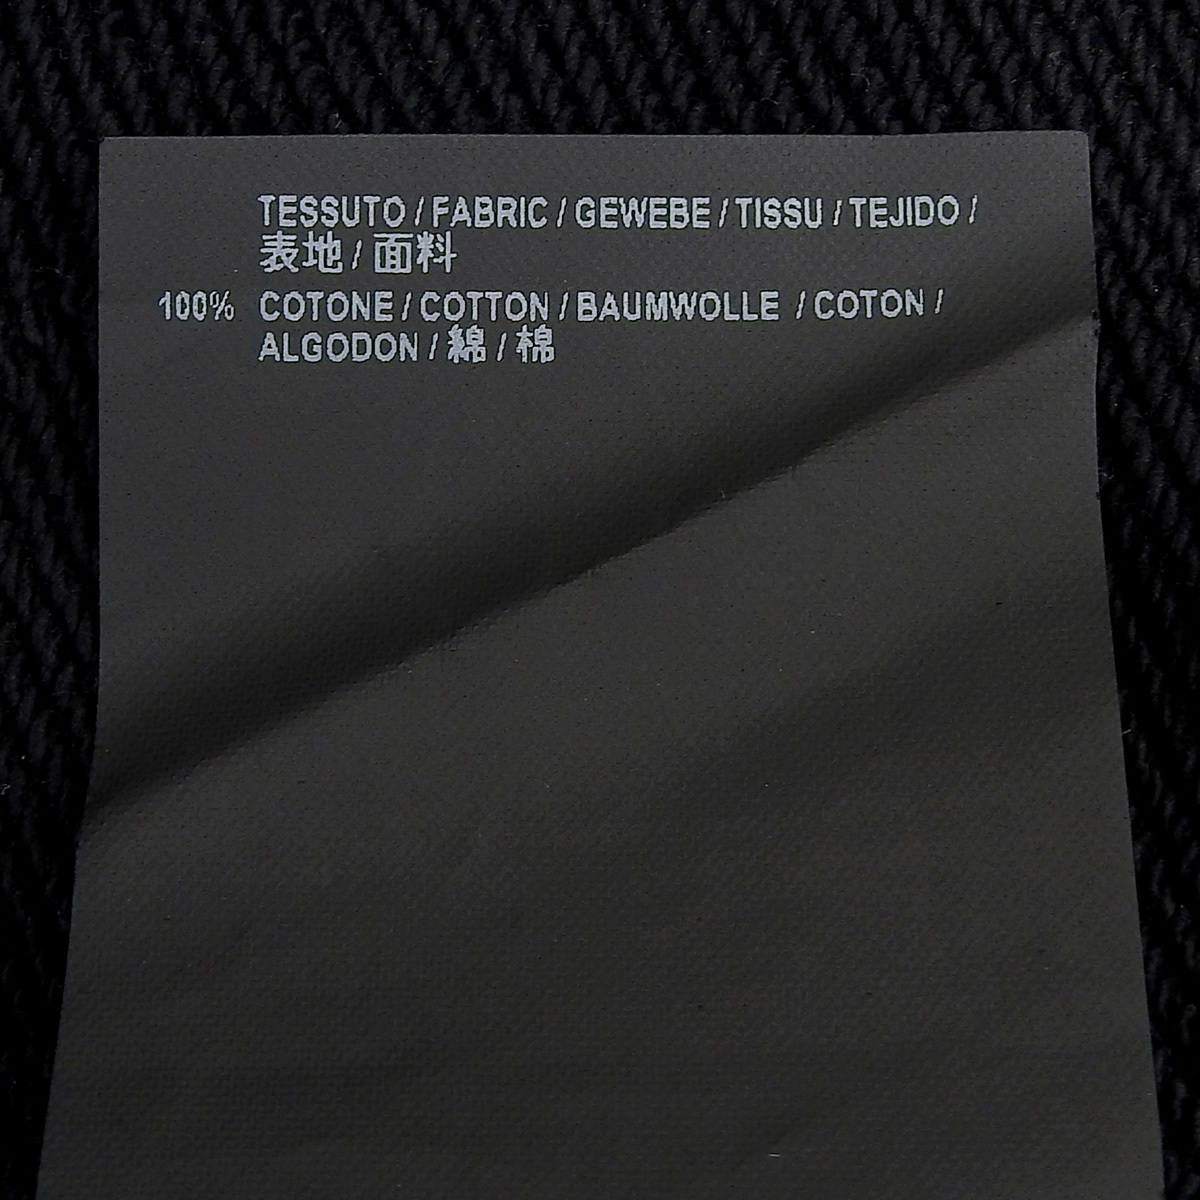 TESSUTO / FABRIC / GEWEBE / TISSU / TEJIDO /
表地 / 面料
100% COTONE / COTTON / BAUMWOLLE / COTON /
ALGODON / 綿 / 棉